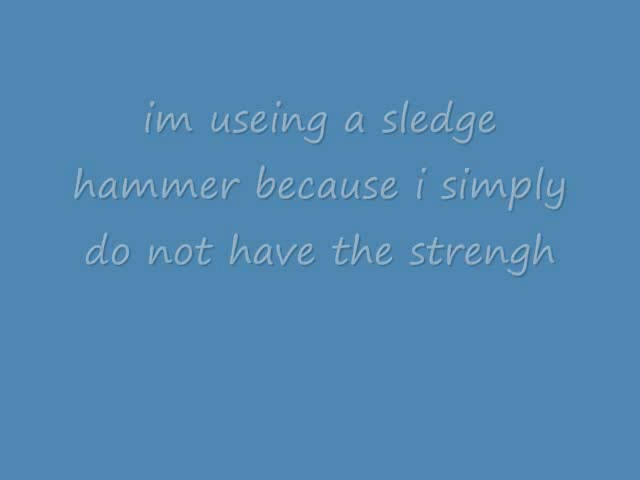 im useing a sledge
hammer because i simply
do not have the strengh